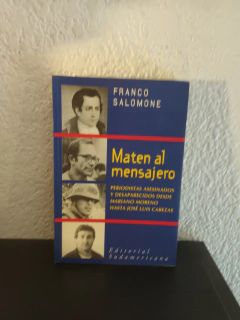 FRANCO
SALOMONE
Maten al
mensajero
PERIODISTAS ASESINADOS
Y DESAPARECIDOS DESDE
MARIANO MORENO
HASTA JOSÉ LUIS CABEZAS
Editorial
Sudamericana